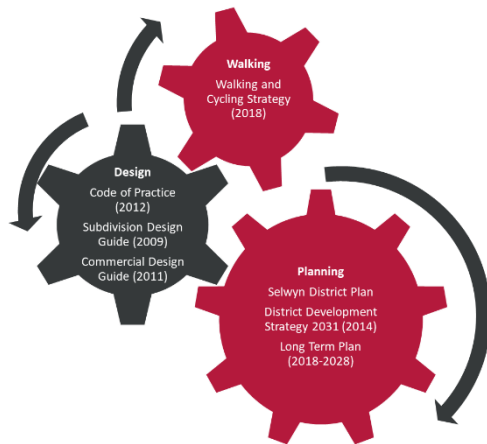 Walking
Walking and
Cycling Strategy
(2018)
Design
Code of Practice
(2012)
Subdivision Design
Guide (2009)
Commercial Design
Guide (2011)
Planning
Selwyn District Plan
District Development
Strategy 2031 (2014)
Long Term Plan
(2018-2028)